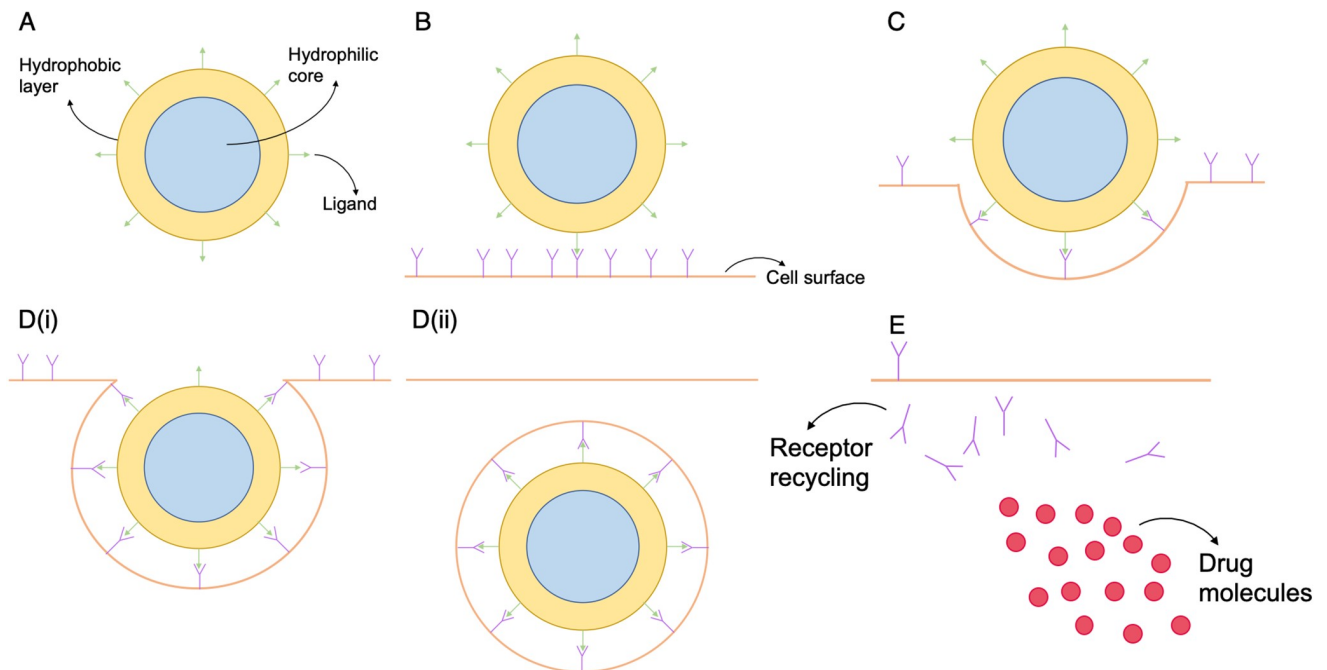 A
Hydrophobic
layer
Hydrophilic
core
Ligand
B
Cell surface
C
D(i)
D(ii)
E
Receptor
recycling
Drug
molecules